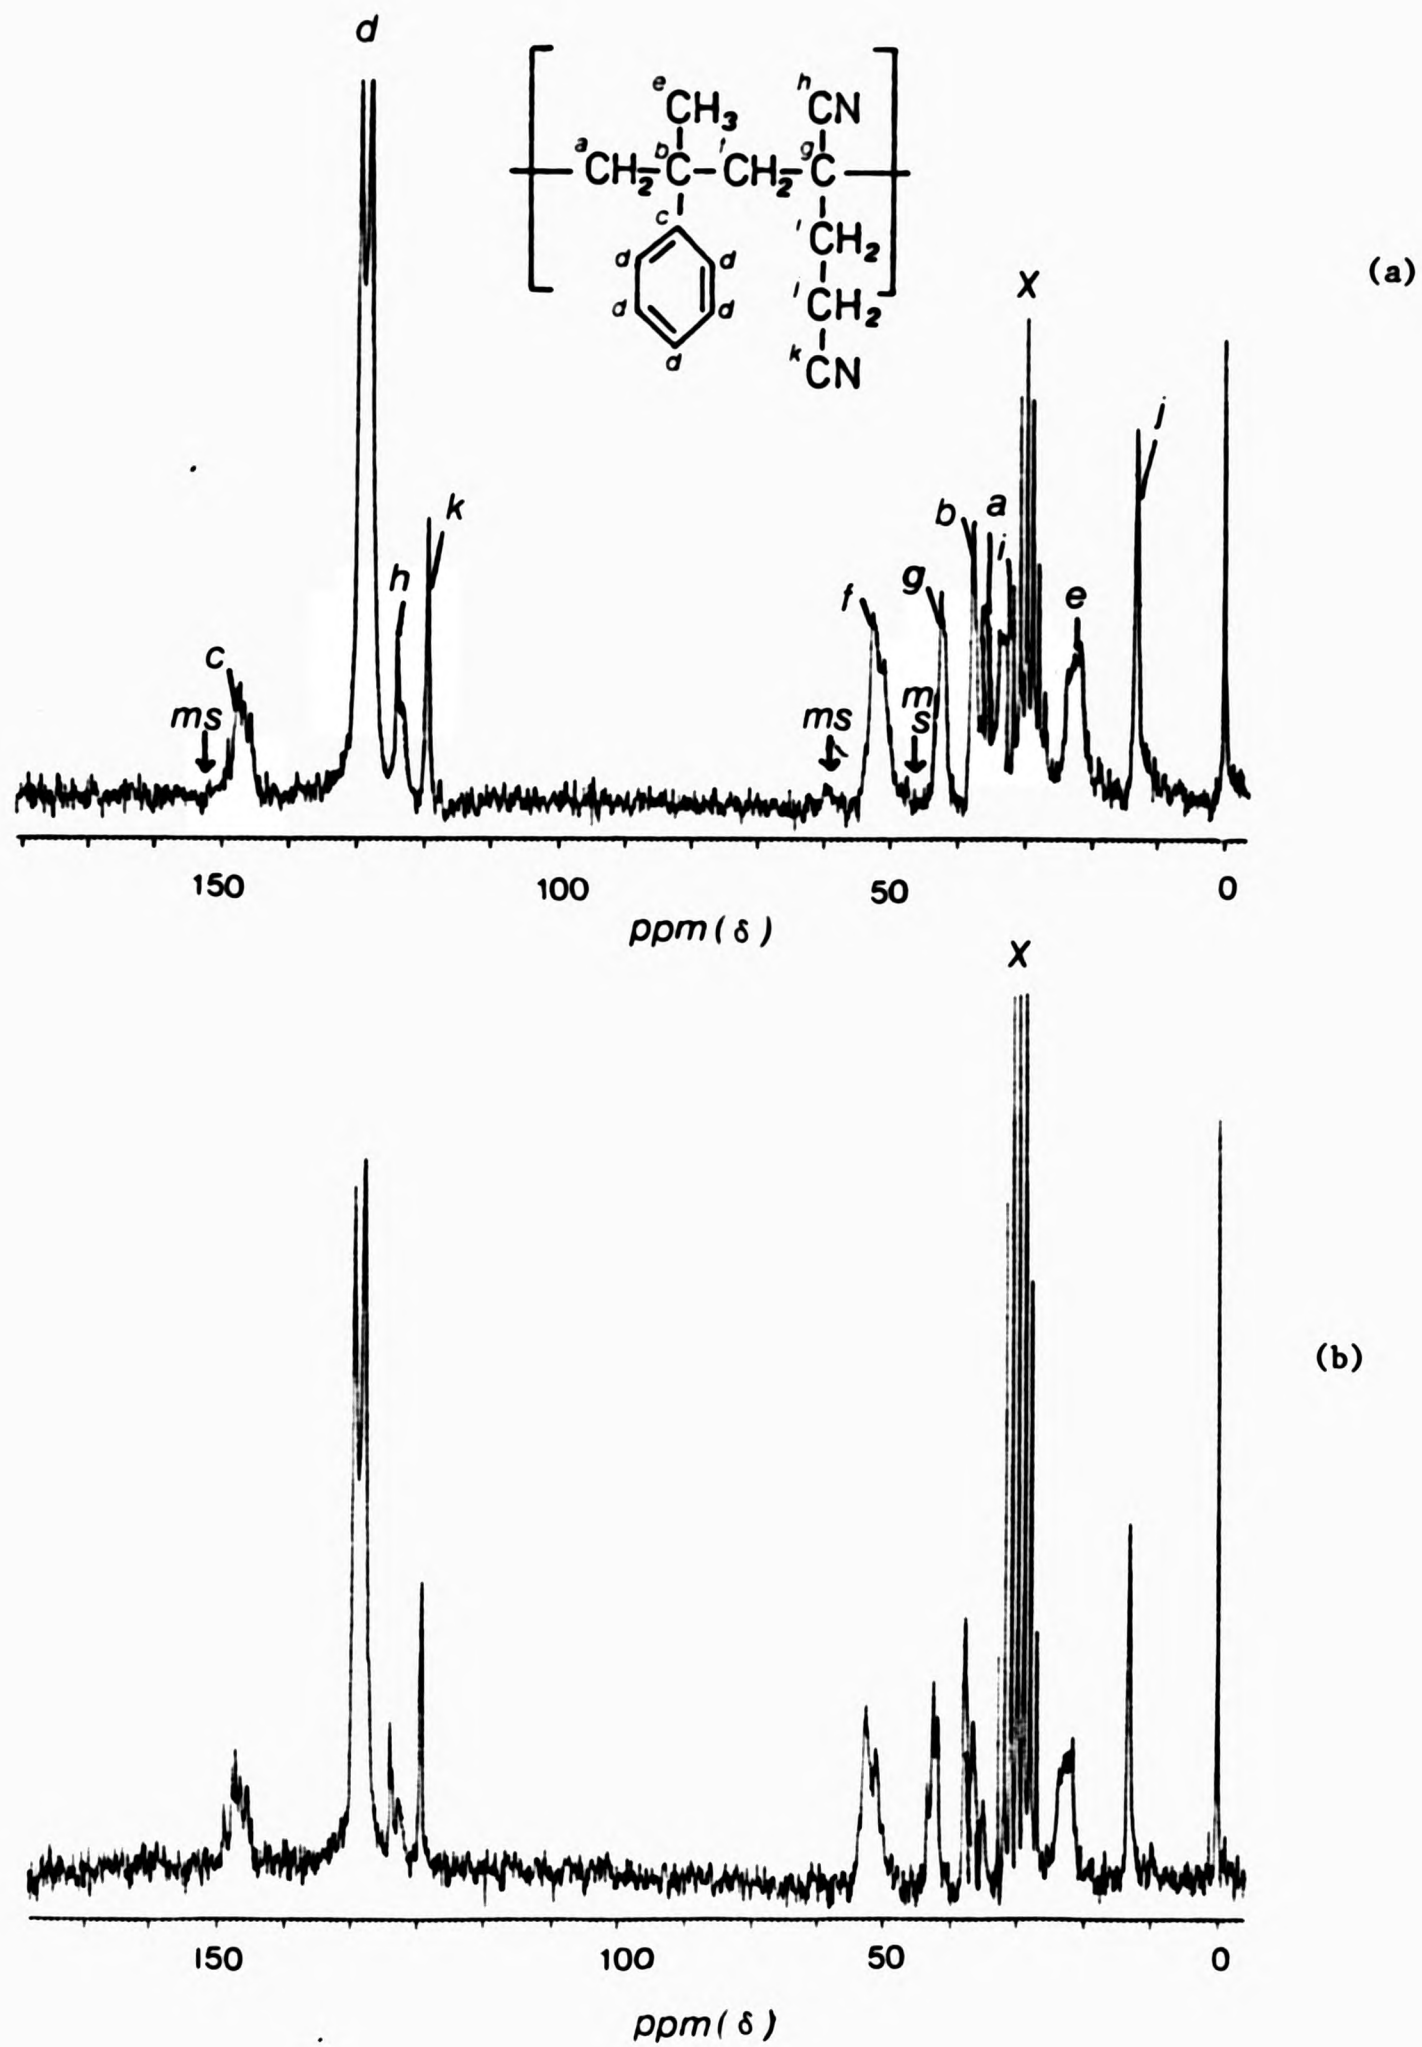 d
e CH3
h CN
a CH2 - b C - f CH2 - g C
c
i CH2
d d
j CH2
d d
d
k CN
(a)
X
j
k
h
b a i
g
f
e
c
ms
ms
m
s
150 100 50 0
ppm ( δ )
X
(b)
150 100 50 0
ppm ( δ )